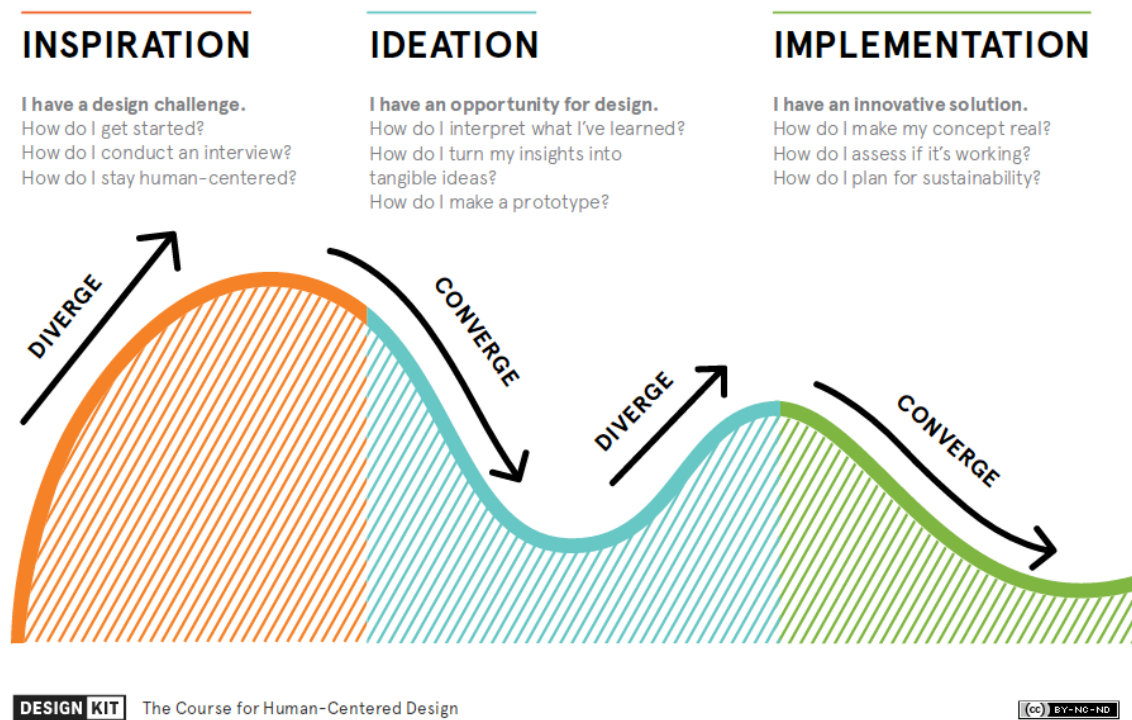 INSPIRATION
I have a design challenge.
How do I get started?
How do I conduct an interview?
How do I stay human-centered?
IDEATION
I have an opportunity for design.
How do I interpret what I've learned?
How do I turn my insights into
tangible ideas?
How do I make a prototype?
IMPLEMENTATION
I have an innovative solution.
How do I make my concept real?
How do I assess if it's working?
How do I plan for sustainability?
DIVERGE
CONVERGE
DIVERGE
CONVERGE
DESIGN KIT The Course for Human-Centered Design
cc BY-NC-ND